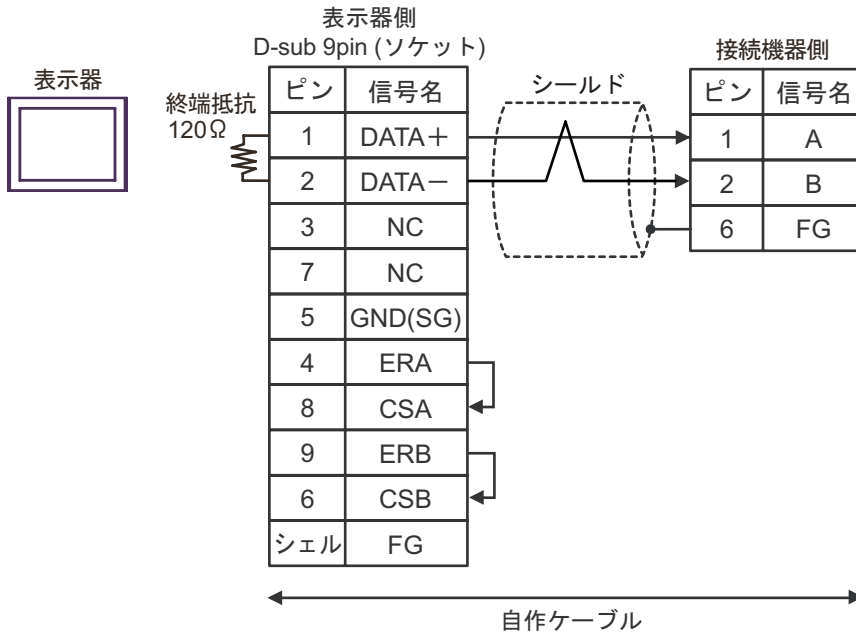 表示器側
D-sub 9pin (ソケット)
接続機器側
表示器
終端抵抗
120Ω
シールド
ピン 信号名
1 DATA＋
2 DATA－
3 NC
7 NC
5 GND(SG)
4 ERA
8 CSA
9 ERB
6 CSB
シェル FG
ピン 信号名
1 A
2 B
6 FG
自作ケーブル